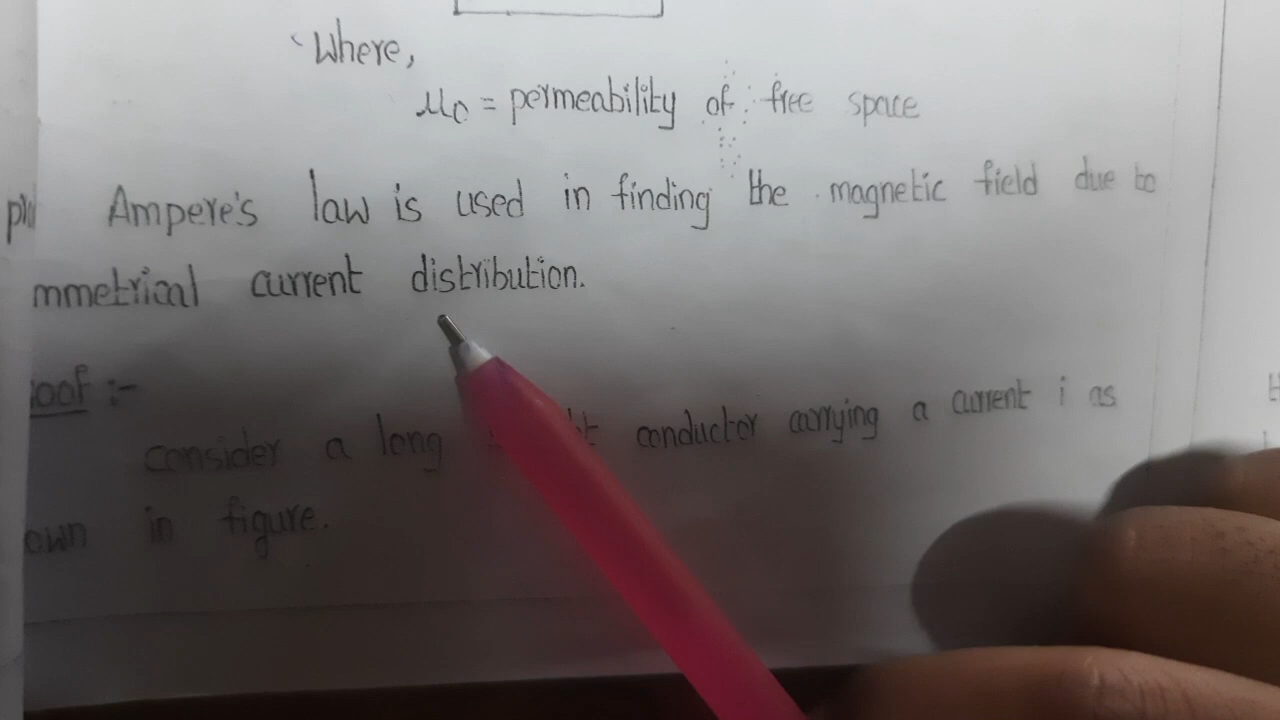 Where,
μ₀ = permeability of free space
Ampere's law is used in finding the magnetic field due to
mmetrical current distribution.
oof :-
consider a long conductor carrying a current i as
own in figure.